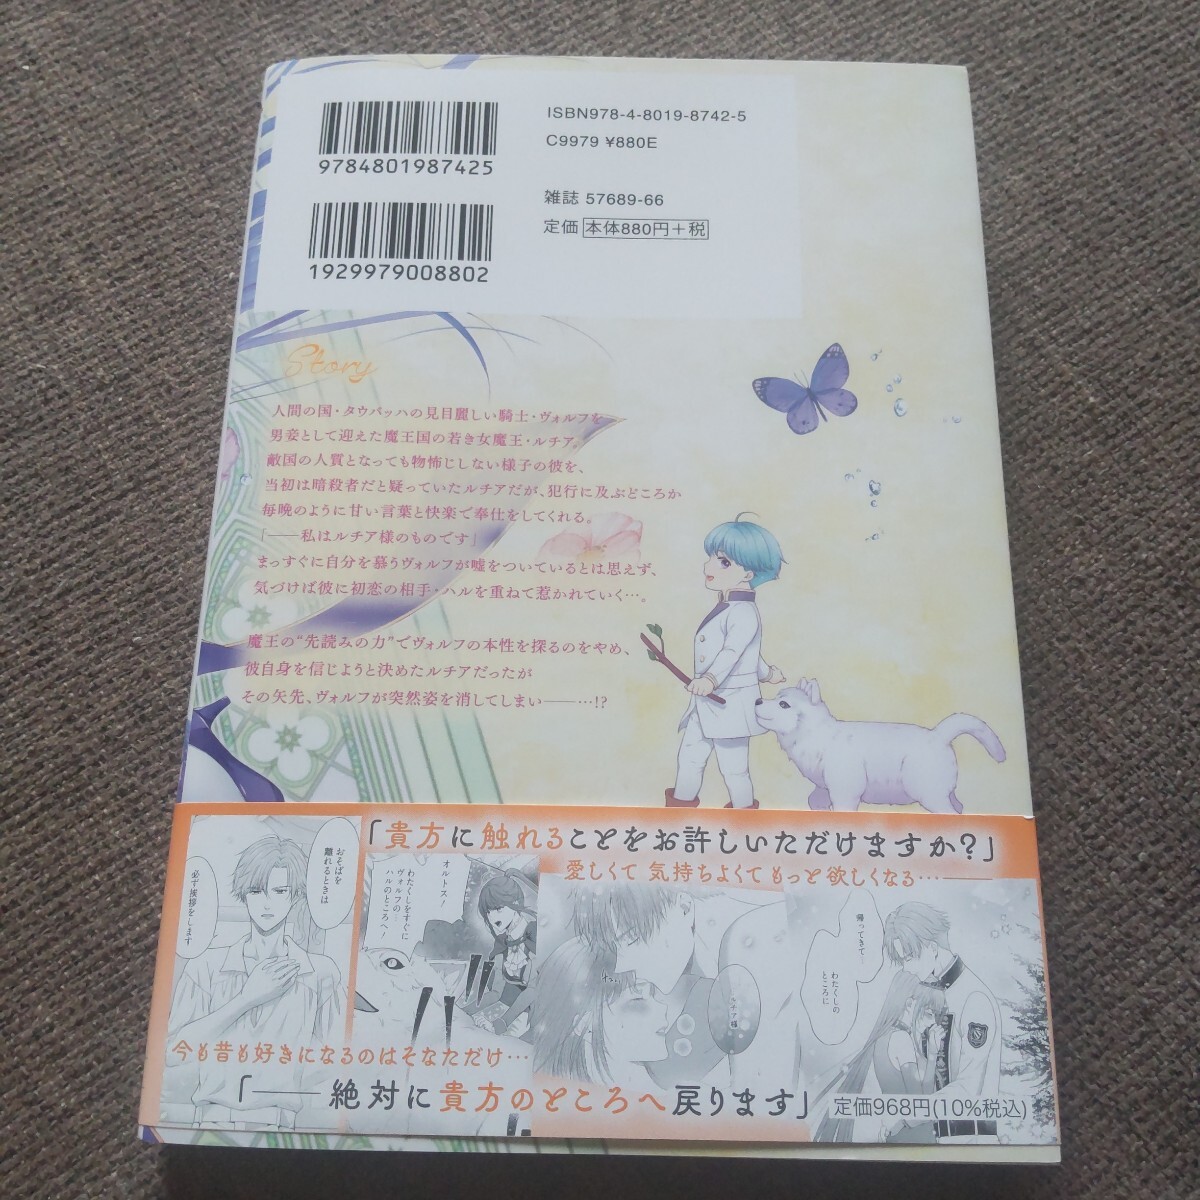 ISBN978-4-8019-8742-5
C9979 ¥880E
9784801987425
雑誌 57689-66
定価 本体880円+税
1929979008802
Story
人間の国・タウバッハの見目麗しい騎士・ヴォルフを
男妾として迎えた魔王国の若き女魔王・ルチア。
敵国の人質となっても物怖じしない様子の彼を、
当初は暗殺者だと疑っていたルチアだが、犯行に及ぶどころか
毎晩のように甘い言葉と快楽で奉仕をしてくれる。
「――私はルチア様のものです」
まっすぐに自分を慕うヴォルフが嘘をついているとは思えず、
気づけば彼に初恋の相手・ハルを重ねて惹かれていく…。
魔王の“先読みの力”でヴォルフの本性を探るのをやめ、
彼自身を信じようと決めたルチアだったが
その矢先、ヴォルフが突然姿を消してしまい――…!?
「貴方に触れることをお許しいただけますか？」
愛しくて 気持ちよくて もっと欲しくなる…――
おそばを
離れるときは
必ず挨拶をします
オルトス！
わたくしをすぐに
ヴォルフの…
ハルのところへ！
ルチア様
帰ってきて…
わたくしの
ところに
今も昔も好きになるのはそなただけ…
「――絶対に貴方のところへ戻ります」
定価968円(10%税込)